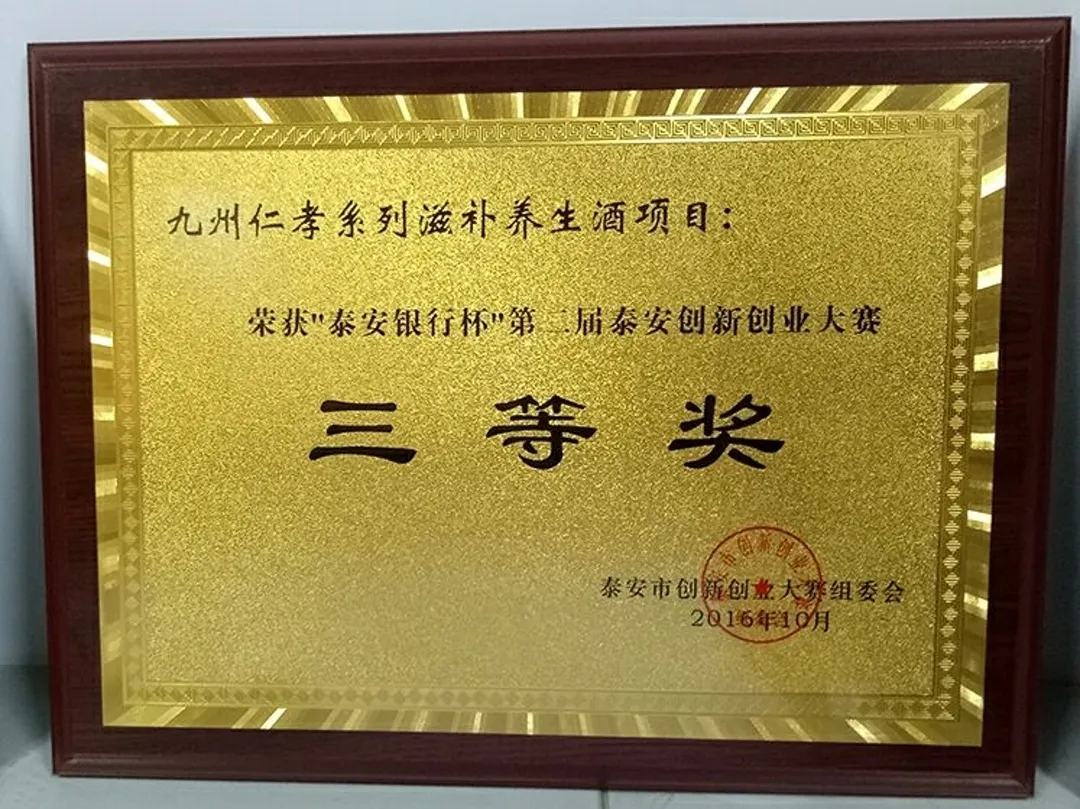 九州仁孝系列滋补养生酒项目：
荣获"泰安银行杯"第二届泰安创新创业大赛
三等奖
泰安市创新创业大赛组委会
2016年10月